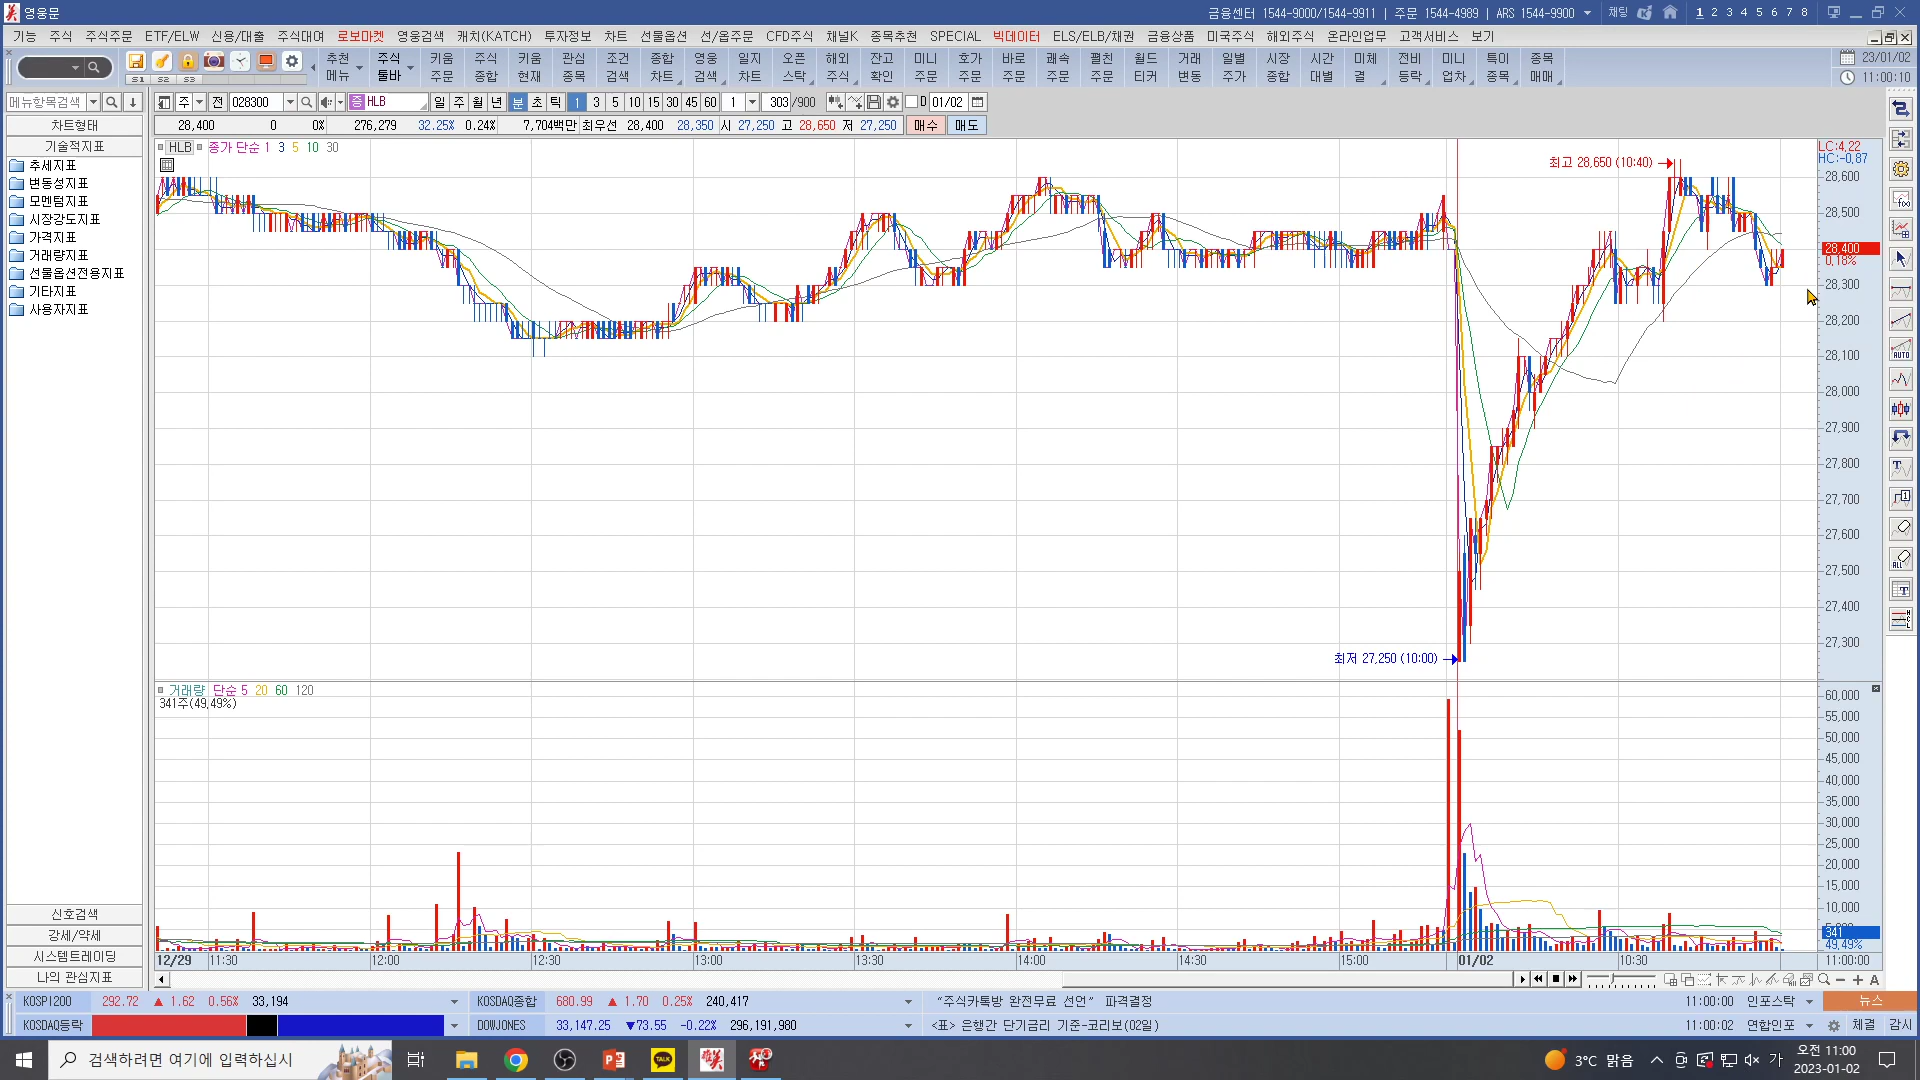 영웅문
금융센터 1544-9000/1544-9911 | 주문 1544-4989 | ARS 1544-9900 채팅 1 2 3 4 5 6 7 8
기능 주식 주식주문 ETF/ELW 신용/대출 주식대여 로보마켓 영웅검색 캐치(KATCH) 투자정보 차트 선물옵션 선/옵주문 CFD주식 채널K 종목추천 SPECIAL 빅데이터 ELS/ELB/채권 금융상품 미국주식 해외주식 온라인업무 고객서비스 보기
추천 주식 키움 주식 키움 관심 조건 종합 영웅 일지 오픈 해외 잔고 미니 호가 바로 쾌속 펼친 월드 거래 일별 시장 시간 미체 전비 미니 특이 종목 23/01/02
메뉴 툴바 주문 종합 현재 종목 검색 차트 검색 차트 스탁 주식 확인 주문 주문 주문 주문 주문 티커 변동 주가 종합 대별 결 등락 업차 종목 매매 11:00:10
S1 S2 S3
메뉴항목검색 주 전 028300 증 HLB 일 주 월 년 분 초 틱 1 3 5 10 15 30 45 60 1 303 /900 D 01/02
차트형태 28,400 0 0% 276,279 32.25% 0.24% 7,704백만 최우선 28,400 28,350 시 27,250 고 28,650 저 27,250 매수 매도
기술적지표
추세지표
변동성지표
모멘텀지표
시장강도지표
가격지표
거래량지표
선물옵션전용지표
기타지표
사용자지표
신호검색
강세/약세
시스템트레이딩
나의 관심지표
HLB 종가 단순 1 3 5 10 30
LC:4,22
HC:-0,87
최고 28,650 (10:40)
28,600
28,500
28,400
0,18%
28,300
28,200
28,100
28,000
27,900
27,800
27,700
27,600
27,500
27,400
27,300
최저 27,250 (10:00)
거래량 단순 5 20 60 120
341주(49,49%)
60,000
55,000
50,000
45,000
40,000
35,000
30,000
25,000
20,000
15,000
10,000
341
49,49%
12/29 11:30 12:00 12:30 13:00 13:30 14:00 14:30 15:00 01/02 10:30 11:00:00
KOSPI200 292.72 ▲ 1.62 0.56% 33,194 KOSDAQ종합 680.99 ▲ 1.70 0.25% 240,417 "주식카톡방 완전무료 선언" 파격결정 11:00:00 인포스탁 뉴스
KOSDAQ등락 DOWJONES 33,147.25 ▼73.55 -0.22% 296,191,980 <표> 은행간 단기금리 기준-코리보(02일) 11:00:02 연합인포 체결 감시
검색하려면 여기에 입력하십시 TALK 3°C 맑음 가 오전 11:00
2023-01-02
AUTO
f(x)
T
1
ALL
T
A